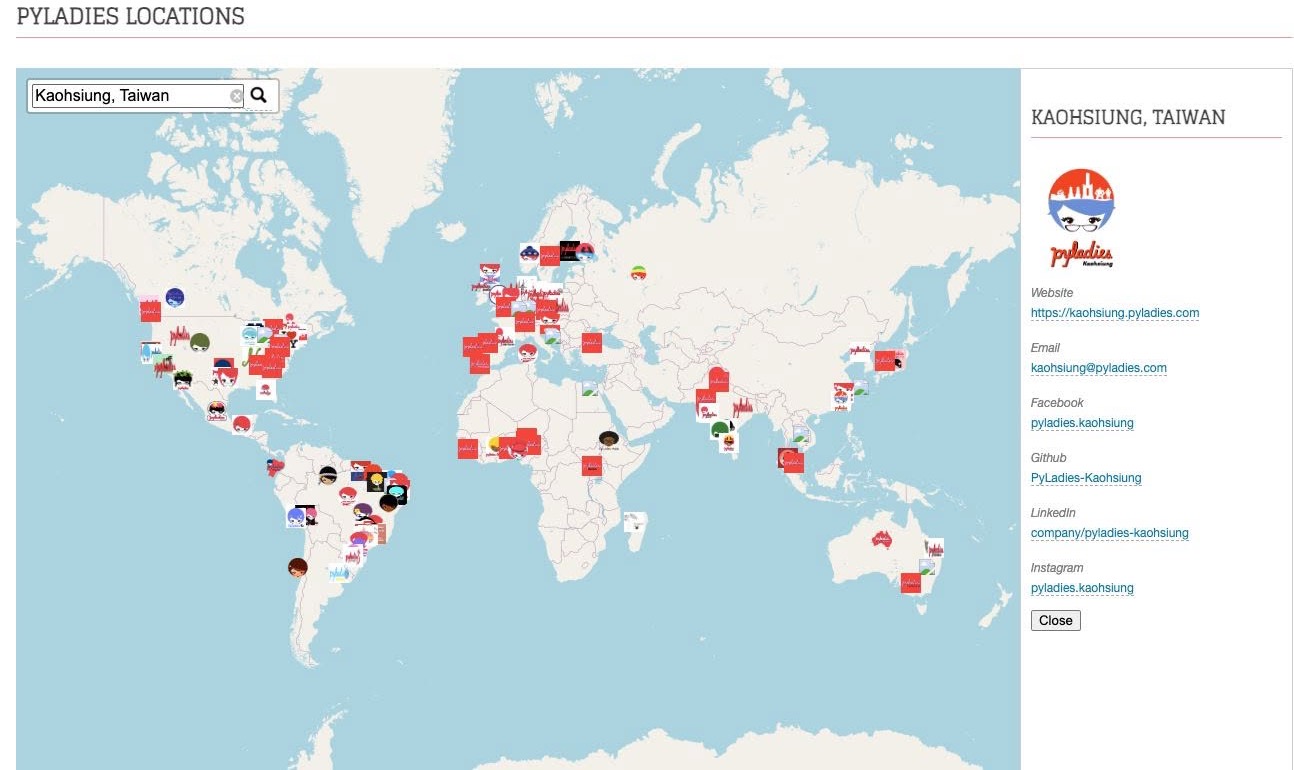 PYLADIES LOCATIONS
Kaohsiung, Taiwan
KAOHSIUNG, TAIWAN
pyladies
Kaohsiung
Website
https://kaohsiung.pyladies.com
Email
kaohsiung@pyladies.com
Facebook
pyladies.kaohsiung
Github
PyLadies-Kaohsiung
LinkedIn
company/pyladies-kaohsiung
Instagram
pyladies.kaohsiung
Close